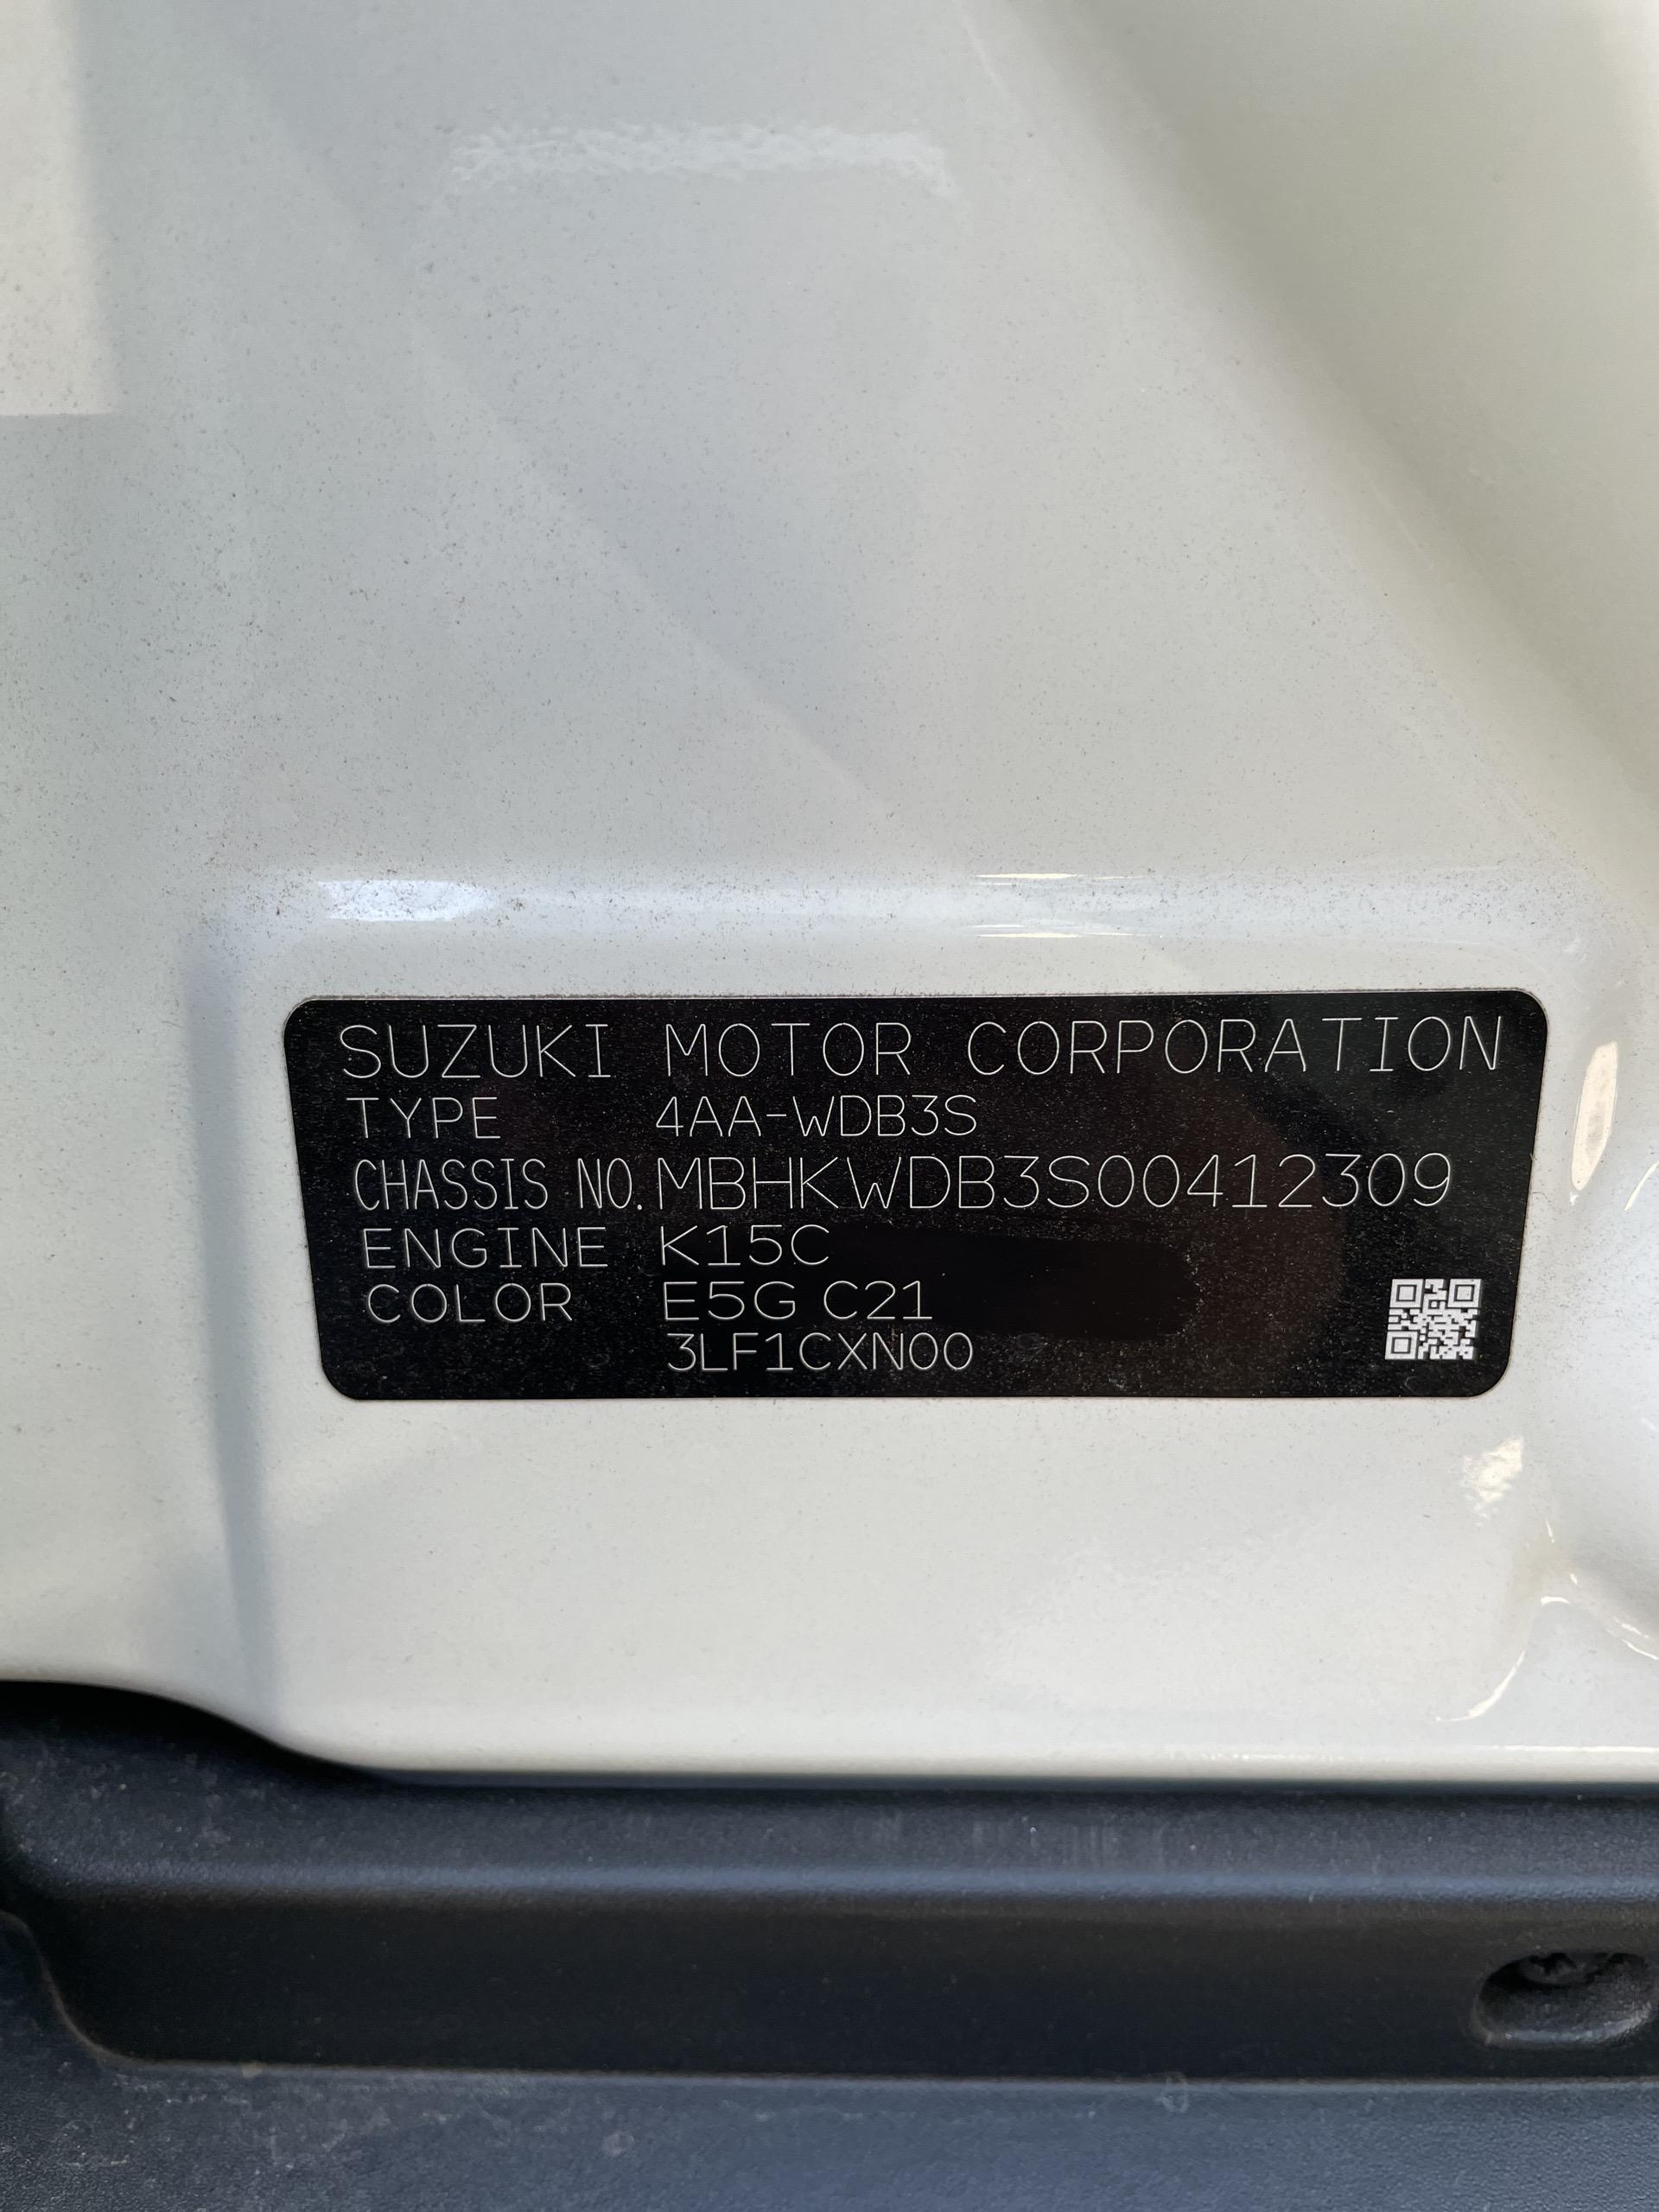 SUZUKI MOTOR CORPORATION
TYPE 4AA-WDB3S
CHASSIS NO. MBHKWDB3S00412309
ENGINE K15C
COLOR E5G C21
3LF1CXN00